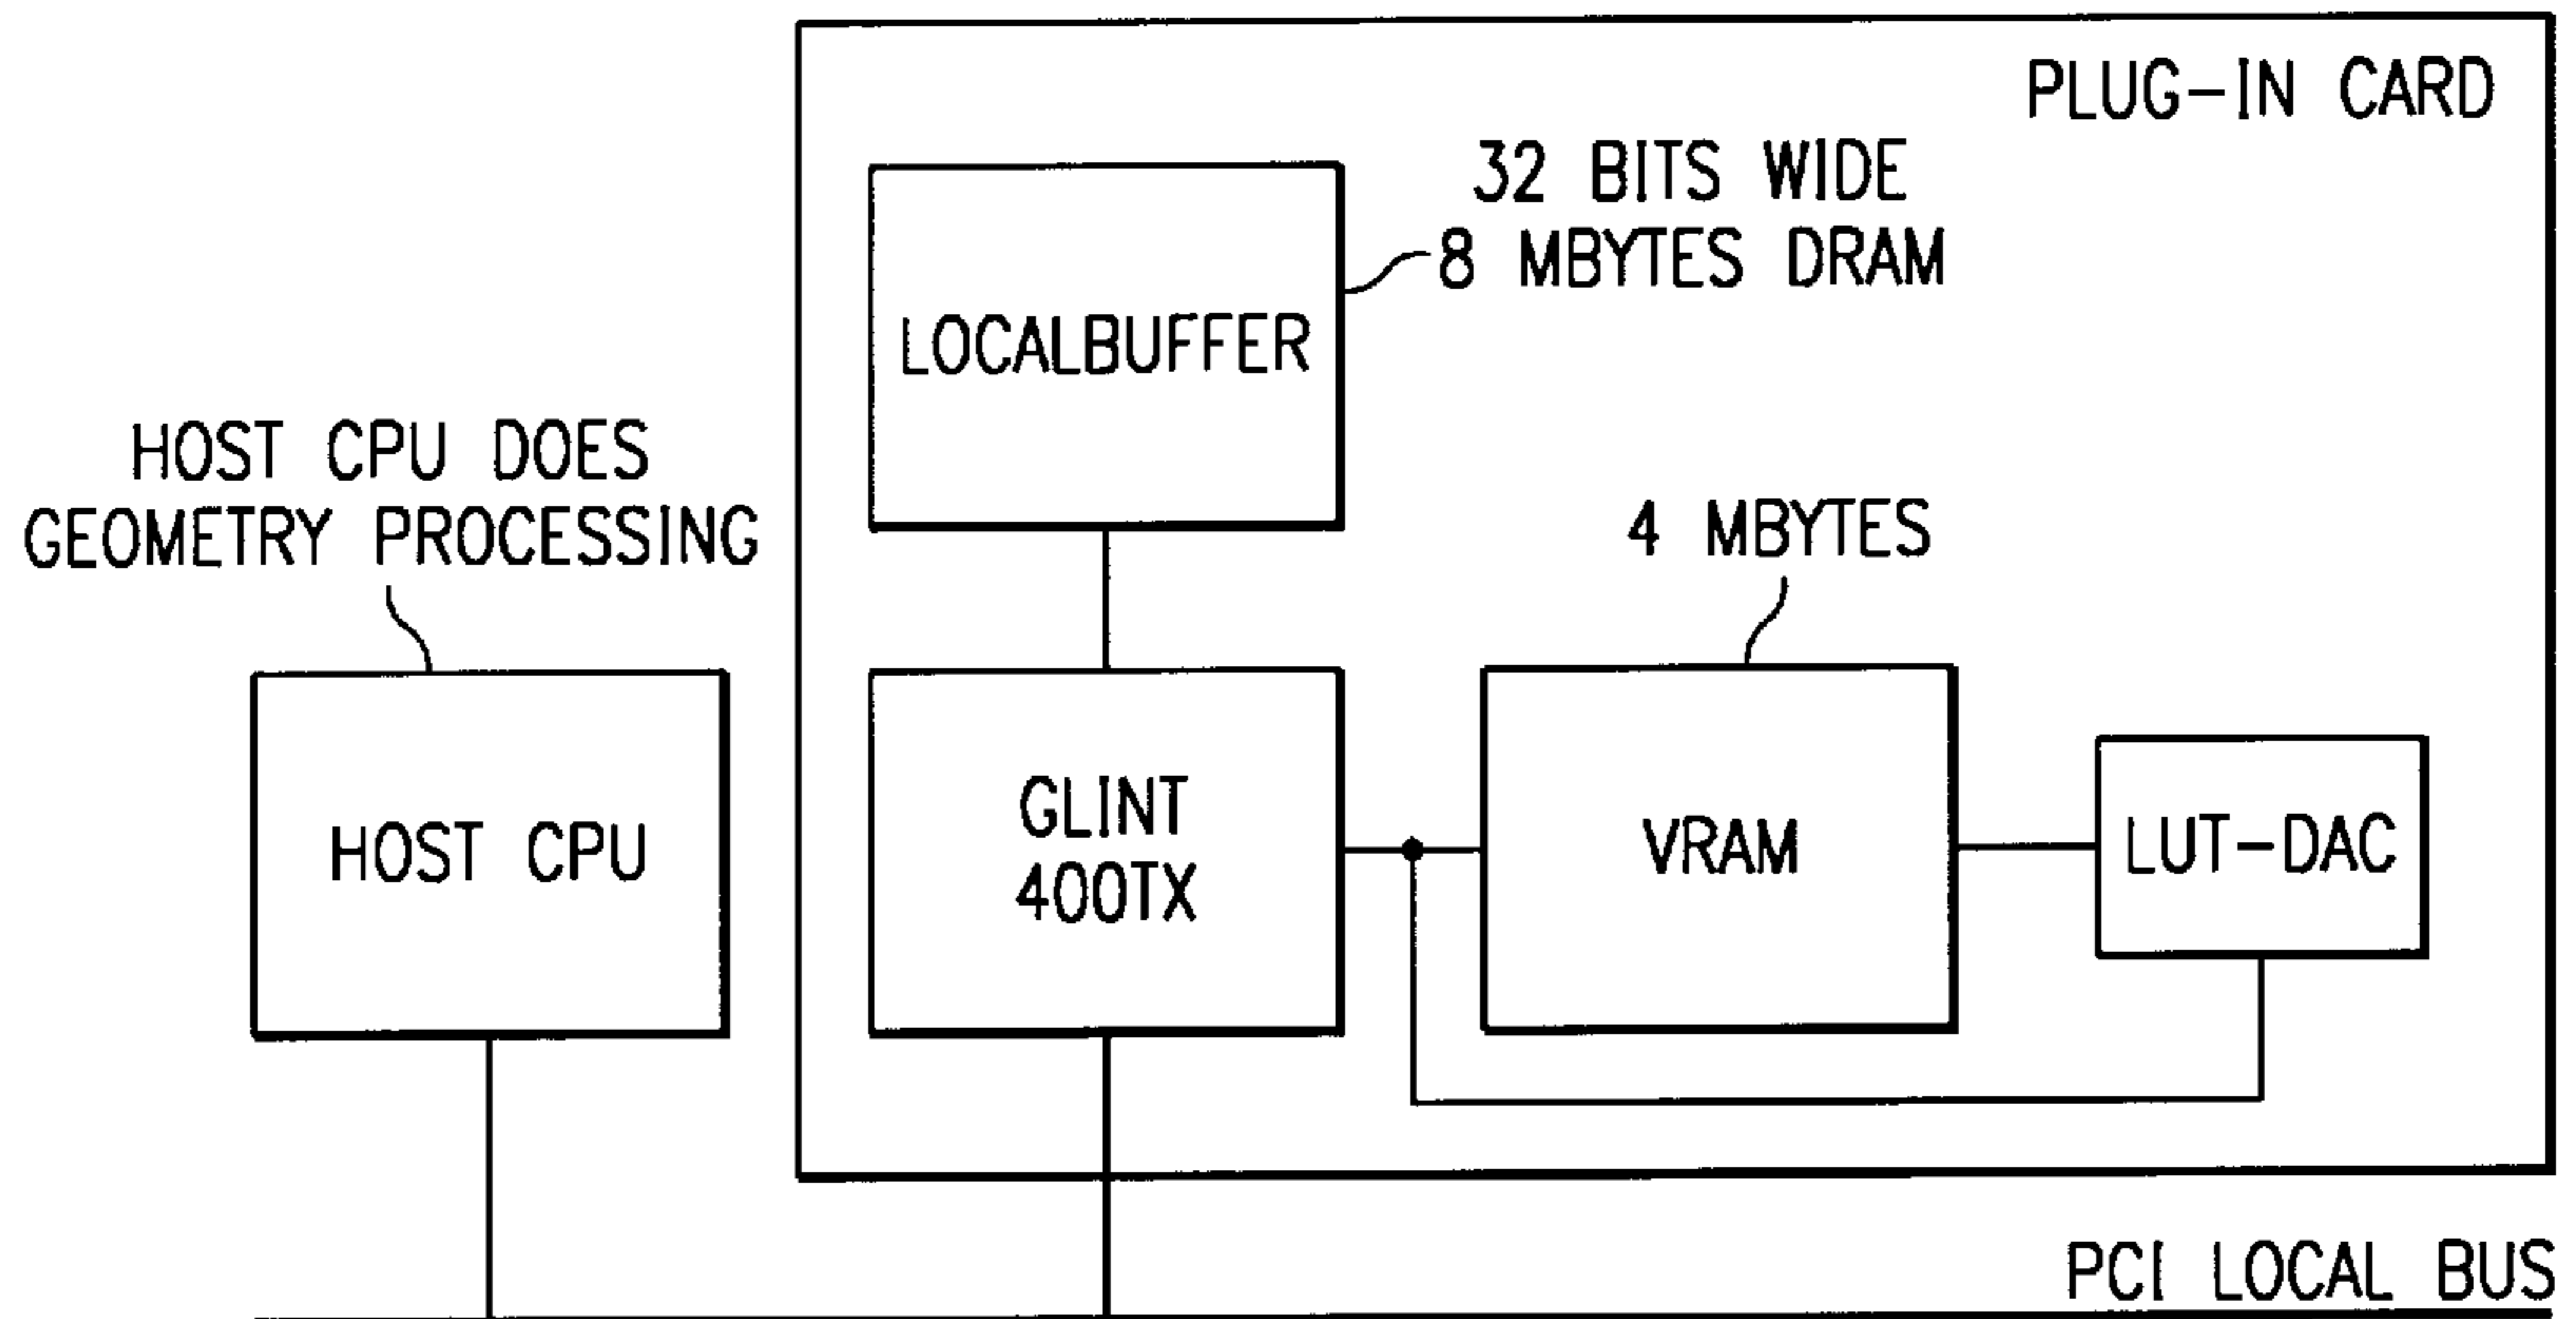 PLUG-IN CARD
32 BITS WIDE
8 MBYTES DRAM
LOCALBUFFER
HOST CPU DOES
GEOMETRY PROCESSING
4 MBYTES
HOST CPU
GLINT
400TX
VRAM
LUT-DAC
PCI LOCAL BUS